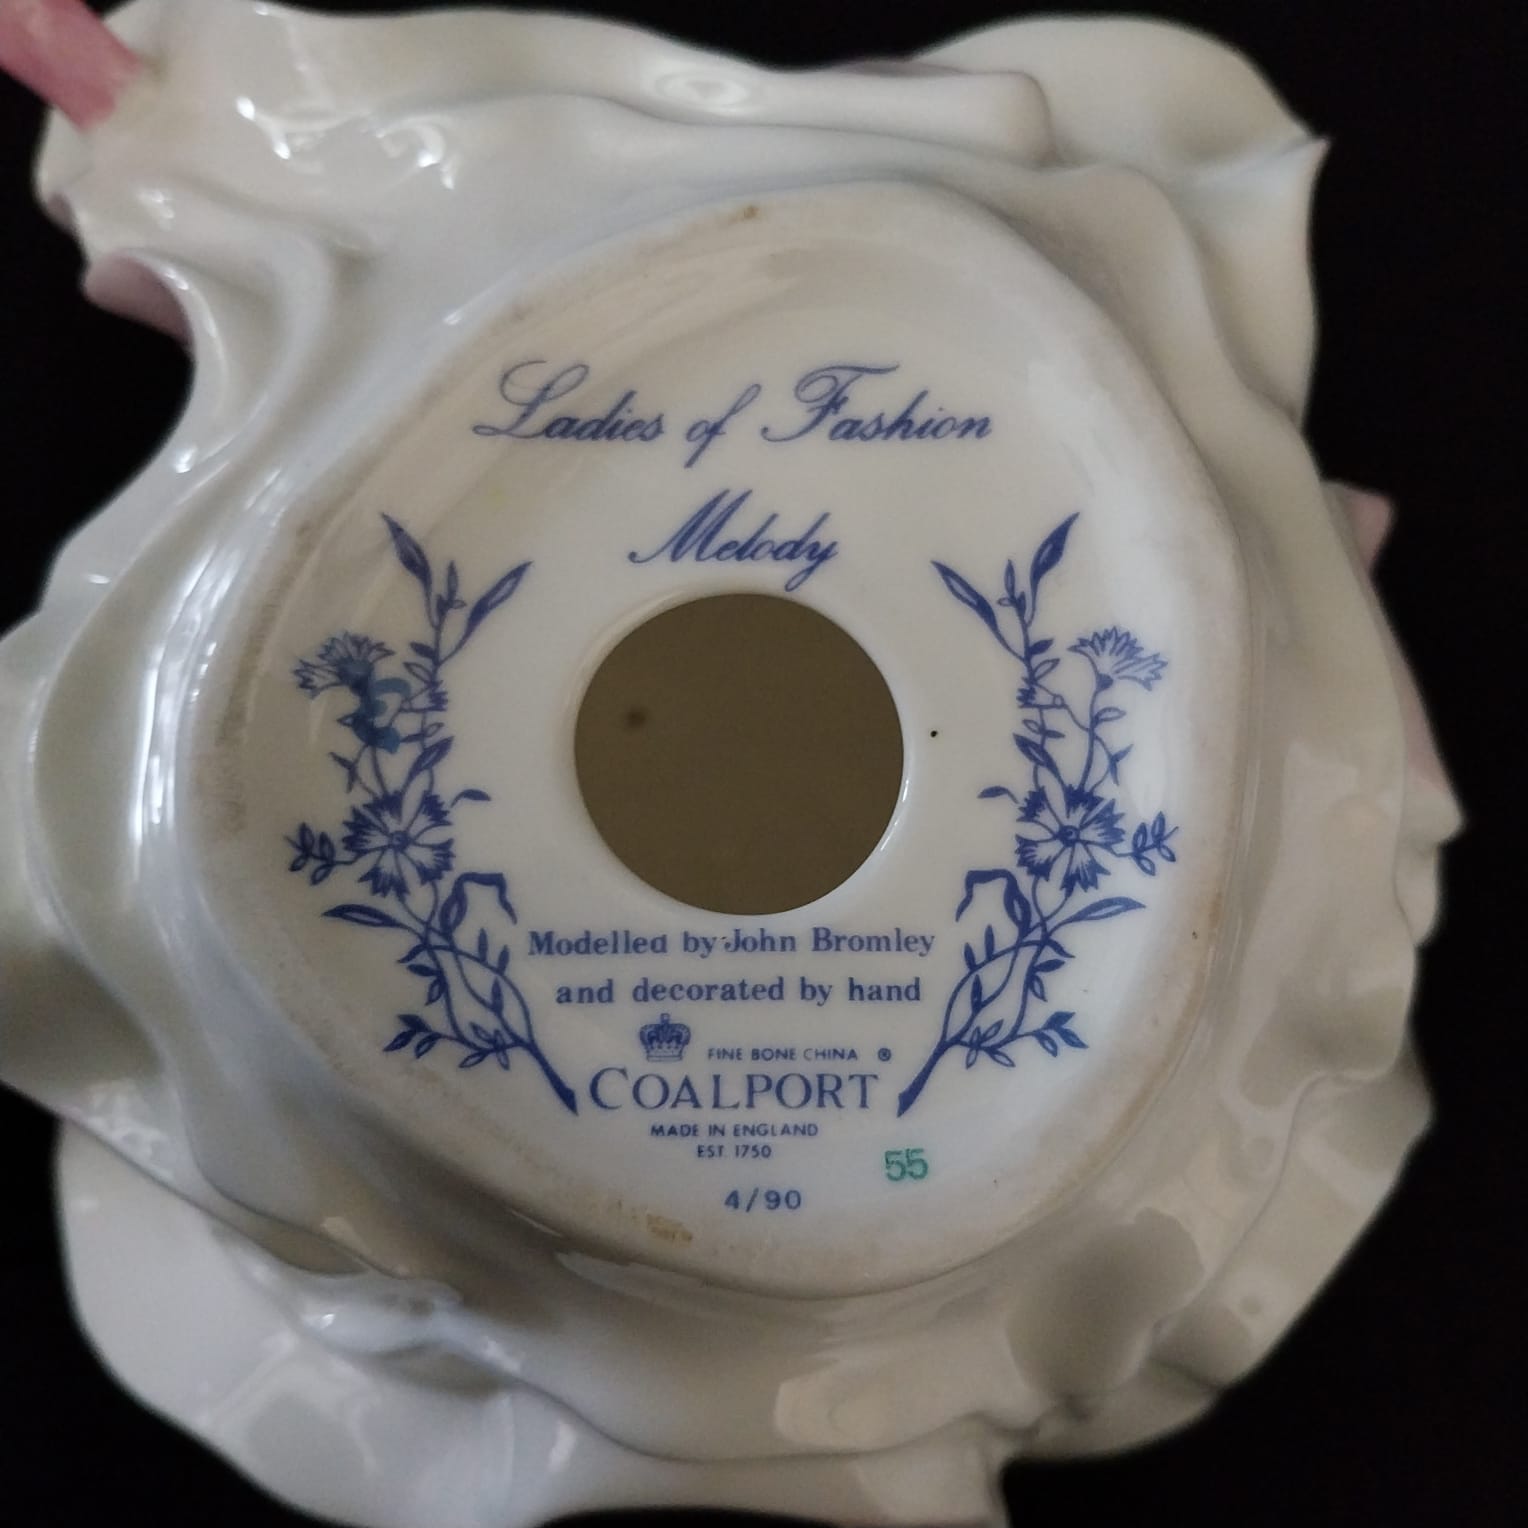 Ladies of Fashion
Melody
Modelled by John Bromley
and decorated by hand
FINE BONE CHINA ®
COALPORT
MADE IN ENGLAND
EST. 1750
55
4/90